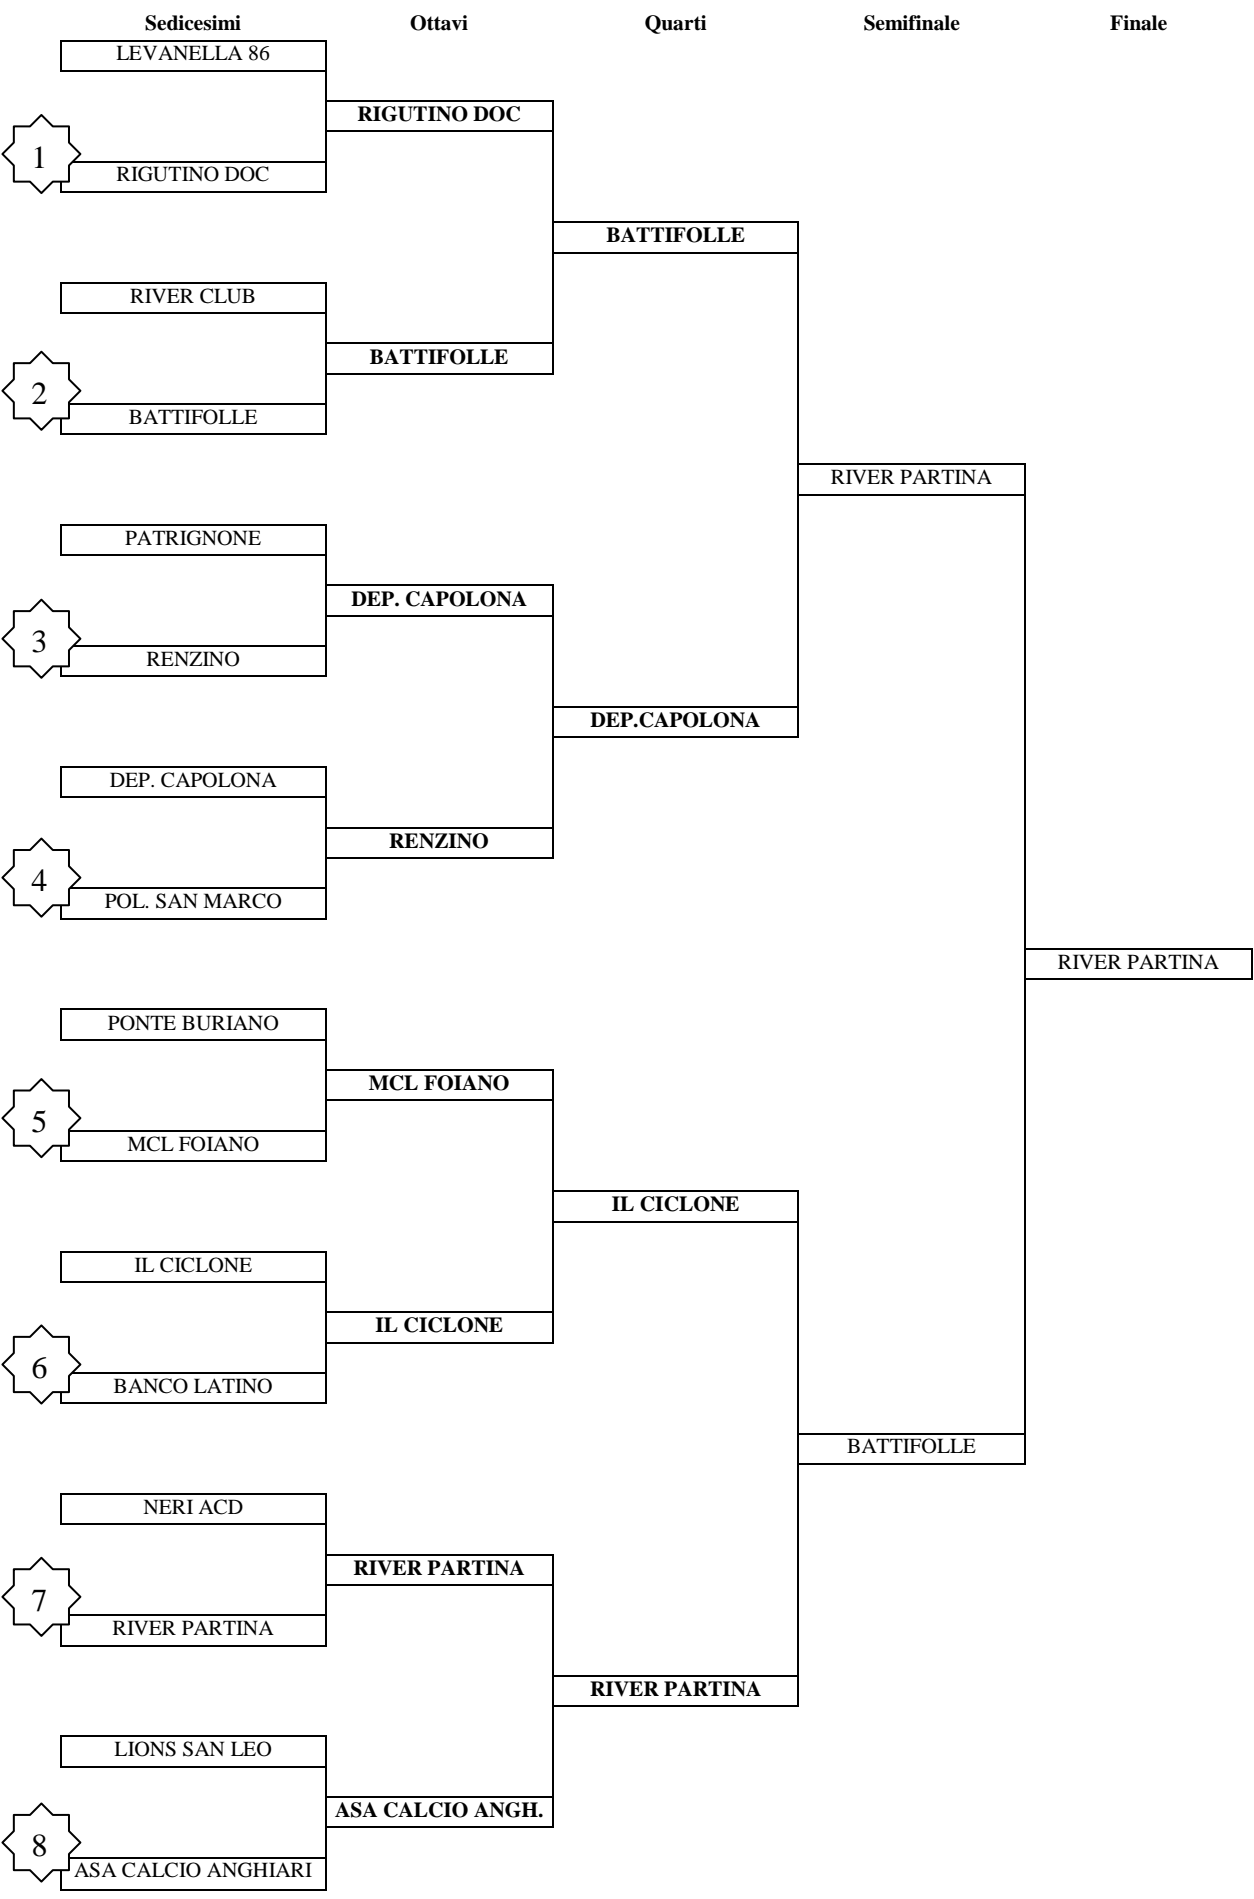 Sedicesimi Ottavi Quarti Semifinale Finale
LEVANELLA 86
RIGUTINO DOC
1
RIGUTINO DOC
BATTIFOLLE
RIVER CLUB
BATTIFOLLE
2
BATTIFOLLE
RIVER PARTINA
PATRIGNONE
DEP. CAPOLONA
3
RENZINO
DEP.CAPOLONA
DEP. CAPOLONA
RENZINO
4
POL. SAN MARCO
RIVER PARTINA
PONTE BURIANO
MCL FOIANO
5
MCL FOIANO
IL CICLONE
IL CICLONE
IL CICLONE
6
BANCO LATINO
BATTIFOLLE
NERI ACD
RIVER PARTINA
7
RIVER PARTINA
RIVER PARTINA
LIONS SAN LEO
ASA CALCIO ANGH.
8
ASA CALCIO ANGHIARI